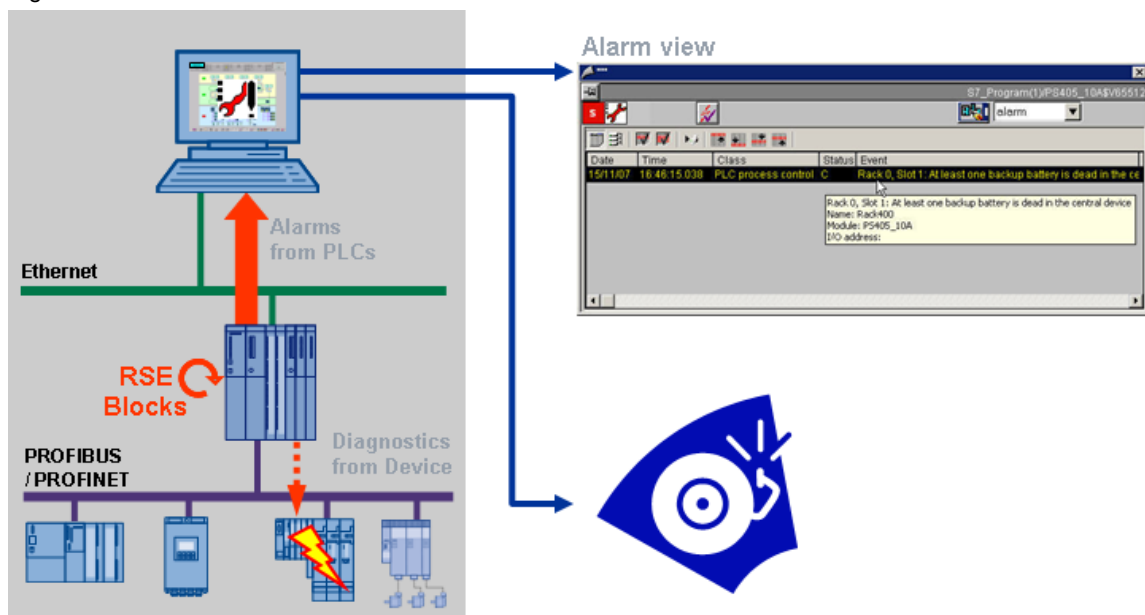 Alarm view
S7_Program(1)/PS405_10A$V65512
S
alarm
Date Time Class Status Event
15/11/07 16:46:15.038 PLC process control C Rack 0, Slot 1: At least one backup battery is dead in the ce
Rack 0, Slot 1: At least one backup battery is dead in the central device
Name: Rack400
Module: PS405_10A
I/O address:
Alarms
from PLCs
Ethernet
RSE
Blocks
Diagnostics
from Device
PROFIBUS
/ PROFINET